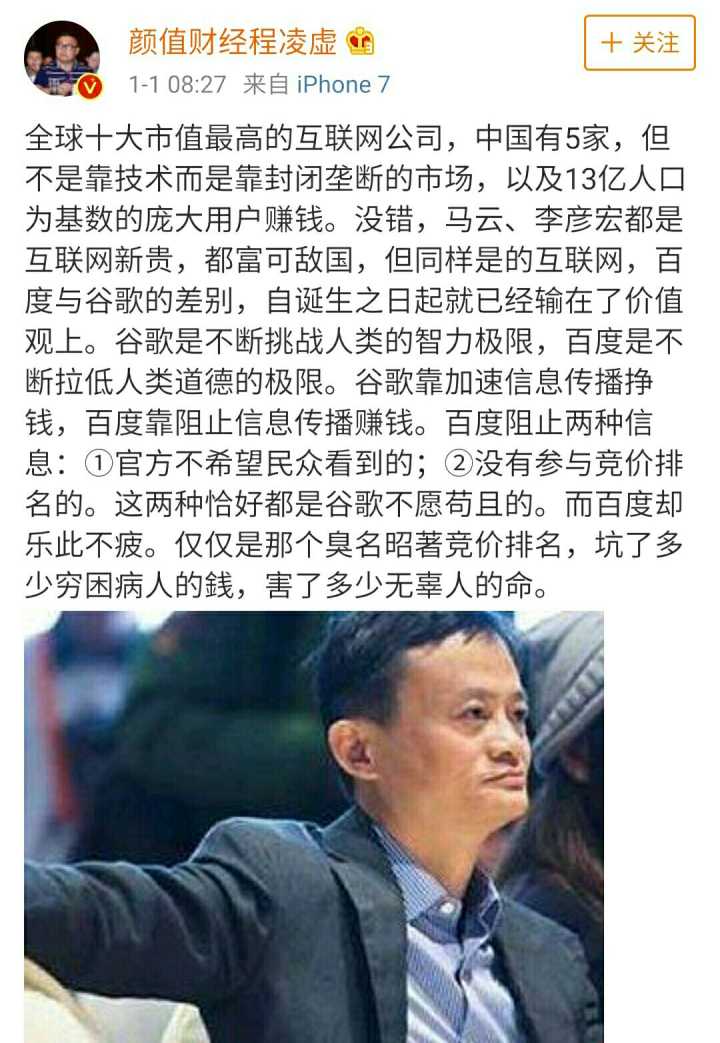 颜值财经程凌虚
+ 关注
1-1 08:27 来自 iPhone 7
全球十大市值最高的互联网公司，中国有5家，但
不是靠技术而是靠封闭垄断的市场，以及13亿人口
为基数的庞大用户赚钱。没错，马云、李彦宏都是
互联网新贵，都富可敌国，但同样是的互联网，百
度与谷歌的差别，自诞生之日起就已经输在了价值
观上。谷歌是不断挑战人类的智力极限，百度是不
断拉低人类道德的极限。谷歌靠加速信息传播挣
钱，百度靠阻止信息传播赚钱。百度阻止两种信
息：①官方不希望民众看到的；②没有参与竞价排
名的。这两种恰好都是谷歌不愿苟且的。而百度却
乐此不疲。仅仅是那个臭名昭著竞价排名，坑了多
少穷困病人的銭，害了多少无辜人的命。